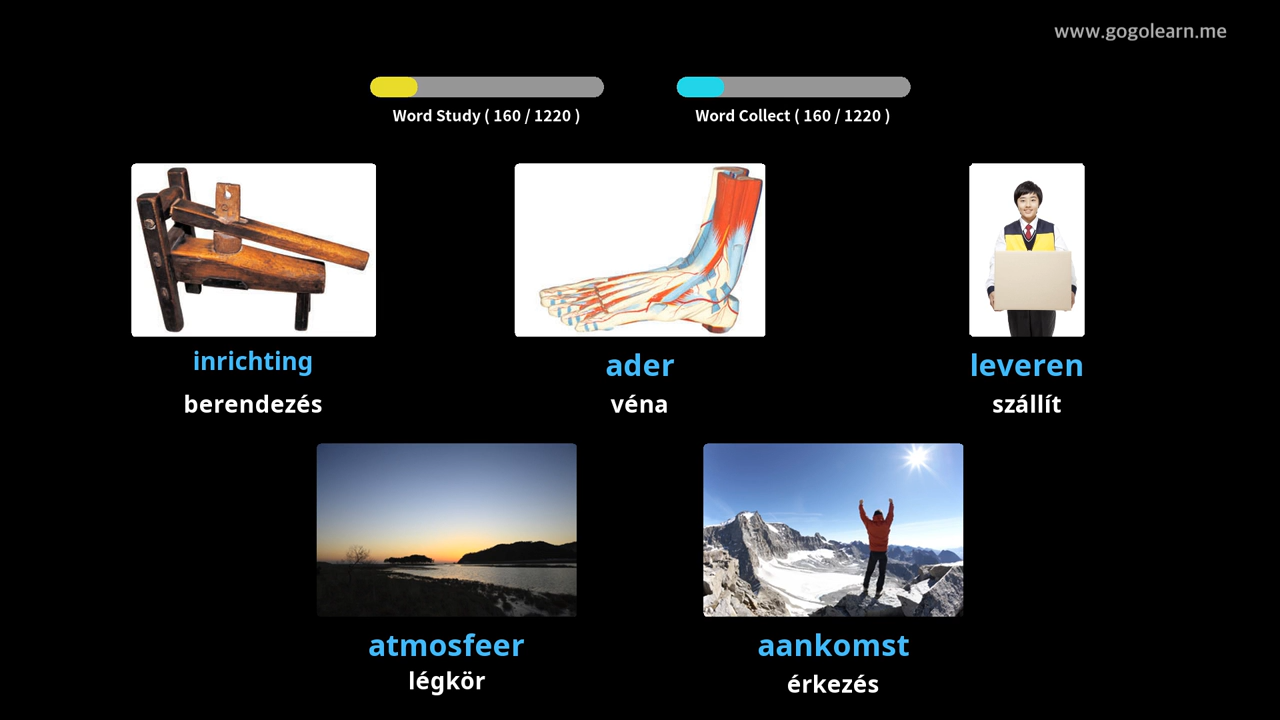 www.gogolearn.me
Word Study ( 160 / 1220 )
Word Collect ( 160 / 1220 )
inrichting
berendezés
ader
véna
leveren
szállít
atmosfeer
légkör
aankomst
érkezés